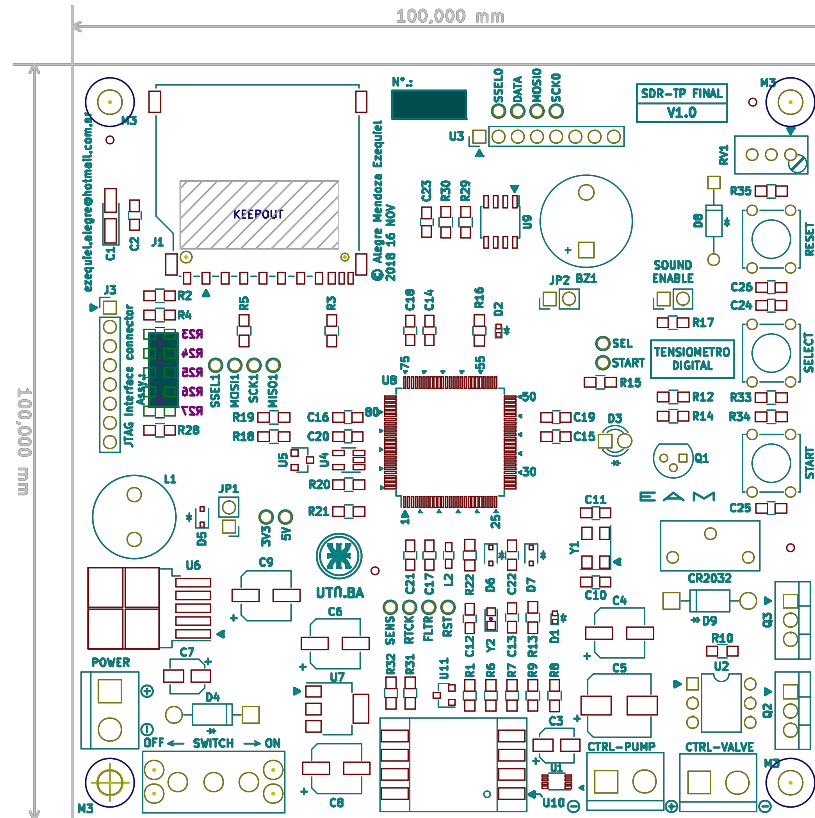 100,000 mm
100,000 mm
M3
M3
M3
M3
ezequiel.alegre@hotmail.com.ar
N°.:
SSEL0
DATA
MOSI0
SCK0
SDR-TP FINAL
V1.0
U3
RV1
KEEPOUT
J1
C1
C2
© Alegre Mendoza Ezequiel
2018 16 NOV
C23
R30
R29
U9
BZ1
+
R35
D8
RESET
J3
JTAG Interface connector
R2
R4
R23
R24
R25
R26
R27
R28
R5
R3
C18
C14
R16
D2
JP2
SOUND
ENABLE
C26
C24
R17
SSEL1
MOSI1
SCK1
MISO1
SEL
START
R15
TENSIOMETRO
DIGITAL
SELECT
75
55
U8
80
50
30
1
25
R19
R18
C16
C20
U5
U4
R20
R21
C19
C15
D3
R12
R14
R33
R34
Q1
START
L1
D5
JP1
3V3
5V
UTN.BA
C11
Y1
C10
EAM
C25
CR2032
U6
C9
C21
C17
L2
R22
D6
C22
D7
C6
SENS
RTCK
FLTR
RST
C12
Y2
C13
R13
D1
C4
D9
Q3
R10
POWER
C7
D4
U7
R32
R31
U11
R1
R6
R7
R9
R8
C5
U2
Q2
OFF ← SWITCH → ON
C8
C3
U1
U10
CTRL-PUMP
CTRL-VALVE